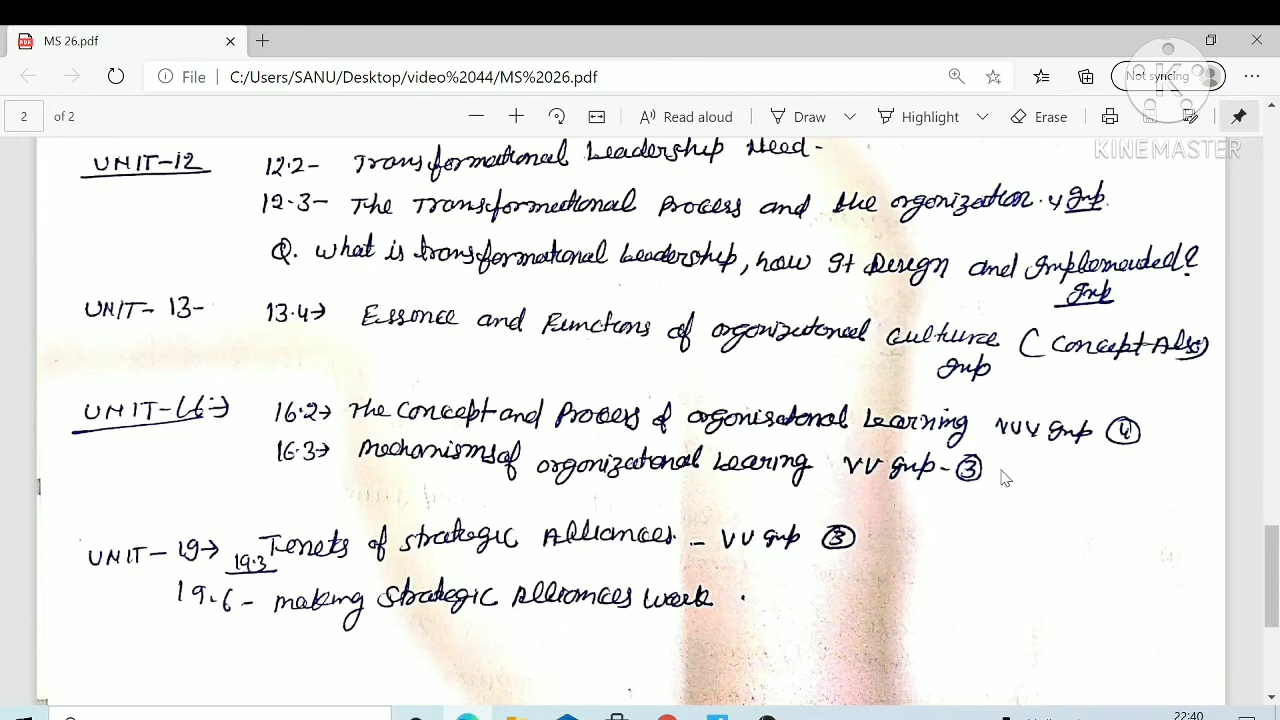 MS 26.pdf
File C:/Users/SANU/Desktop/video%2044/MS%2026.pdf
Not syncing
2 of 2 Read aloud Draw Highlight Erase
KINEMASTER
UNIT-12 12.2- Transformational Leadership Need-
12.3- The Transformational Process and the organization. v Imp
Q. What is transformational Leadership, how It Design and Implemented?
Imp
UNIT- 13- 13.4→ Essence and Functions of organizational Culture (Concept Also)
Imp
UNIT-16:→ 16.2→ The Concept and Process of organisational Learning VVV Imp ④
16.3→ Mechanisms of organizational Learing VV Imp-③
UNIT-19→ 19.3 Tenets of Strategic Alliances. - VV Imp ③
19.6- making Strategic Alliances work.
22:40